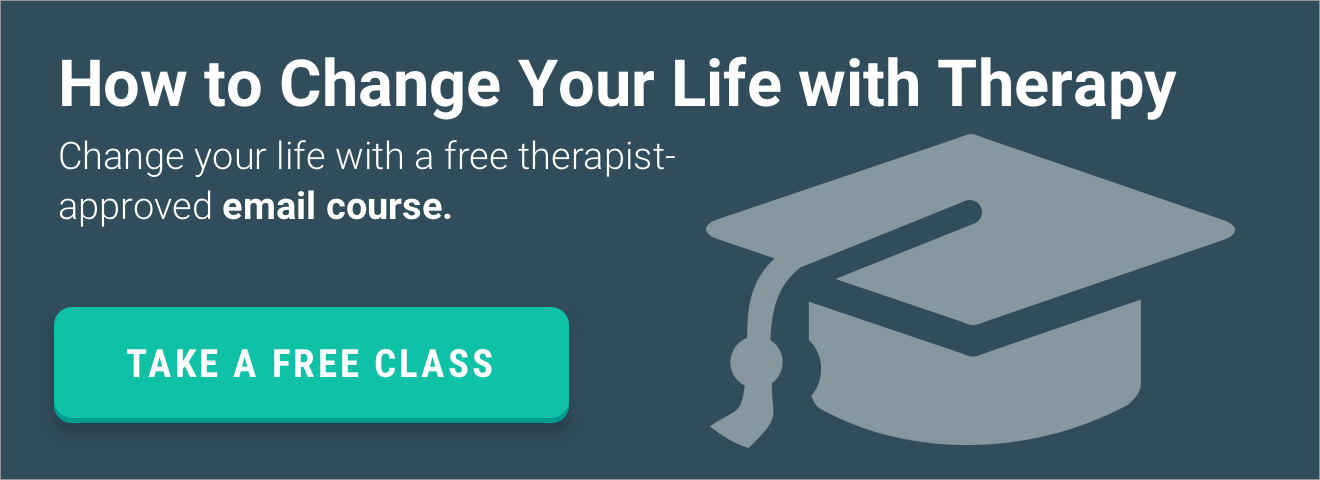 How to Change Your Life with Therapy
Change your life with a free therapist-
approved email course.
TAKE A FREE CLASS